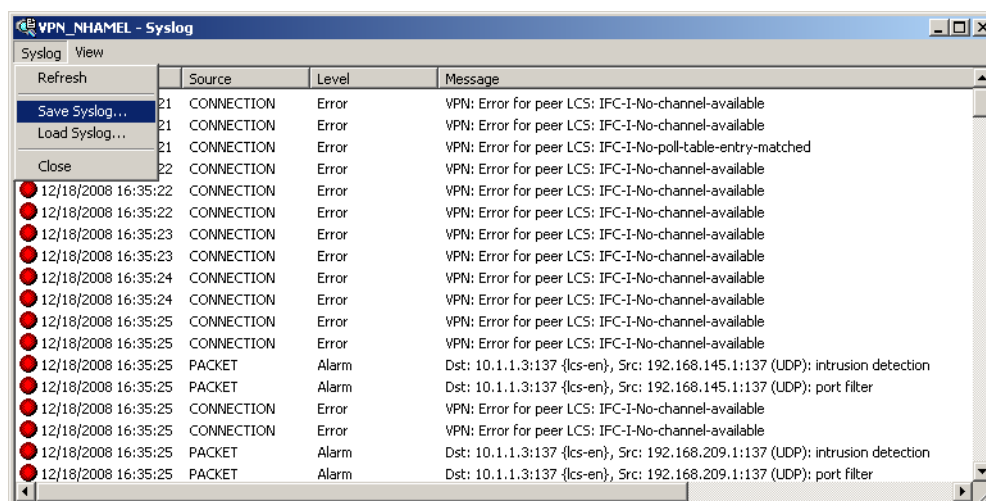 VPN_NHAMEL - Syslog
Syslog View
Refresh Source Level Message
Save Syslog... 21 CONNECTION Error VPN: Error for peer LCS: IFC-I-No-channel-available
21 CONNECTION Error VPN: Error for peer LCS: IFC-I-No-channel-available
Load Syslog... 21 CONNECTION Error VPN: Error for peer LCS: IFC-I-No-poll-table-entry-matched
Close 22 CONNECTION Error VPN: Error for peer LCS: IFC-I-No-channel-available
12/18/2008 16:35:22 CONNECTION Error VPN: Error for peer LCS: IFC-I-No-channel-available
12/18/2008 16:35:22 CONNECTION Error VPN: Error for peer LCS: IFC-I-No-channel-available
12/18/2008 16:35:23 CONNECTION Error VPN: Error for peer LCS: IFC-I-No-channel-available
12/18/2008 16:35:23 CONNECTION Error VPN: Error for peer LCS: IFC-I-No-channel-available
12/18/2008 16:35:24 CONNECTION Error VPN: Error for peer LCS: IFC-I-No-channel-available
12/18/2008 16:35:24 CONNECTION Error VPN: Error for peer LCS: IFC-I-No-channel-available
12/18/2008 16:35:25 CONNECTION Error VPN: Error for peer LCS: IFC-I-No-channel-available
12/18/2008 16:35:25 CONNECTION Error VPN: Error for peer LCS: IFC-I-No-channel-available
12/18/2008 16:35:25 PACKET Alarm Dst: 10.1.1.3:137 {lcs-en}, Src: 192.168.145.1:137 (UDP): intrusion detection
12/18/2008 16:35:25 PACKET Alarm Dst: 10.1.1.3:137 {lcs-en}, Src: 192.168.145.1:137 (UDP): port filter
12/18/2008 16:35:25 CONNECTION Error VPN: Error for peer LCS: IFC-I-No-channel-available
12/18/2008 16:35:25 CONNECTION Error VPN: Error for peer LCS: IFC-I-No-channel-available
12/18/2008 16:35:25 PACKET Alarm Dst: 10.1.1.3:137 {lcs-en}, Src: 192.168.209.1:137 (UDP): intrusion detection
12/18/2008 16:35:25 PACKET Alarm Dst: 10.1.1.3:137 {lcs-en}, Src: 192.168.209.1:137 (UDP): port filter